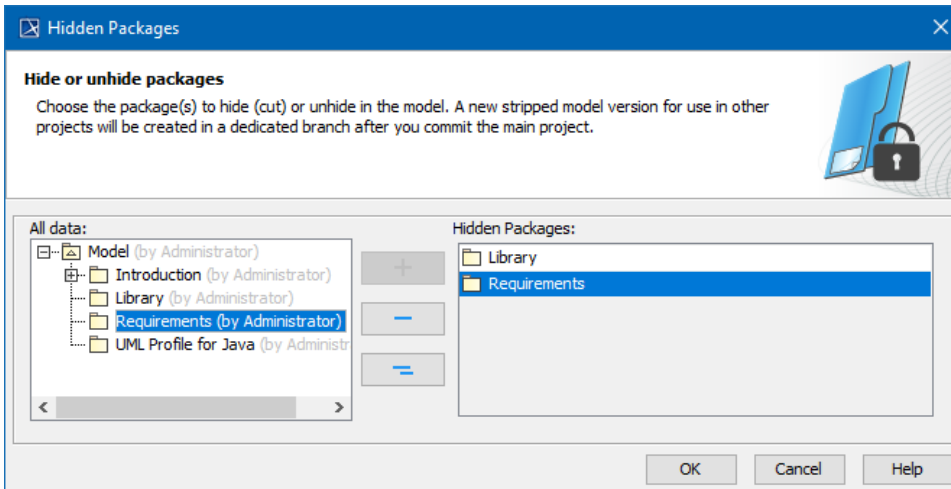 Hidden Packages
Hide or unhide packages
Choose the package(s) to hide (cut) or unhide in the model. A new stripped model version for use in other
projects will be created in a dedicated branch after you commit the main project.
All data:
Model (by Administrator)
Introduction (by Administrator)
Library (by Administrator)
Requirements (by Administrator)
UML Profile for Java (by Administr
Hidden Packages:
Library
Requirements
OK
Cancel
Help